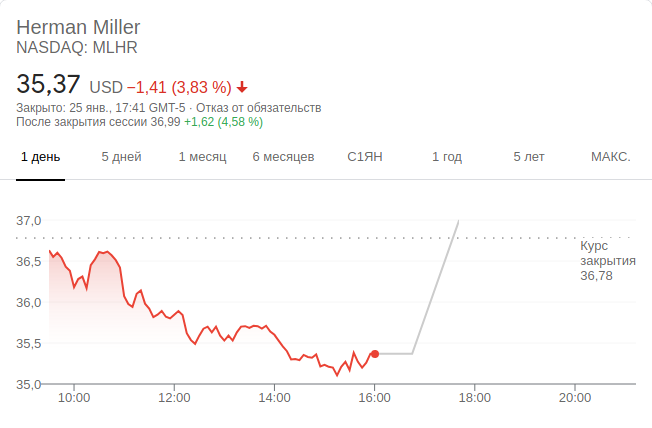 Herman Miller
NASDAQ: MLHR
35,37 USD −1,41 (3,83 %)
Закрыто: 25 янв., 17:41 GMT-5 · Отказ от обязательств
После закрытия сессии 36,99 +1,62 (4,58 %)
1 день 5 дней 1 месяц 6 месяцев С1ЯН 1 год 5 лет МАКС.
37,0
Курс
закрытия
36,78
36,5
36,0
35,5
35,0
10:00 12:00 14:00 16:00 18:00 20:00